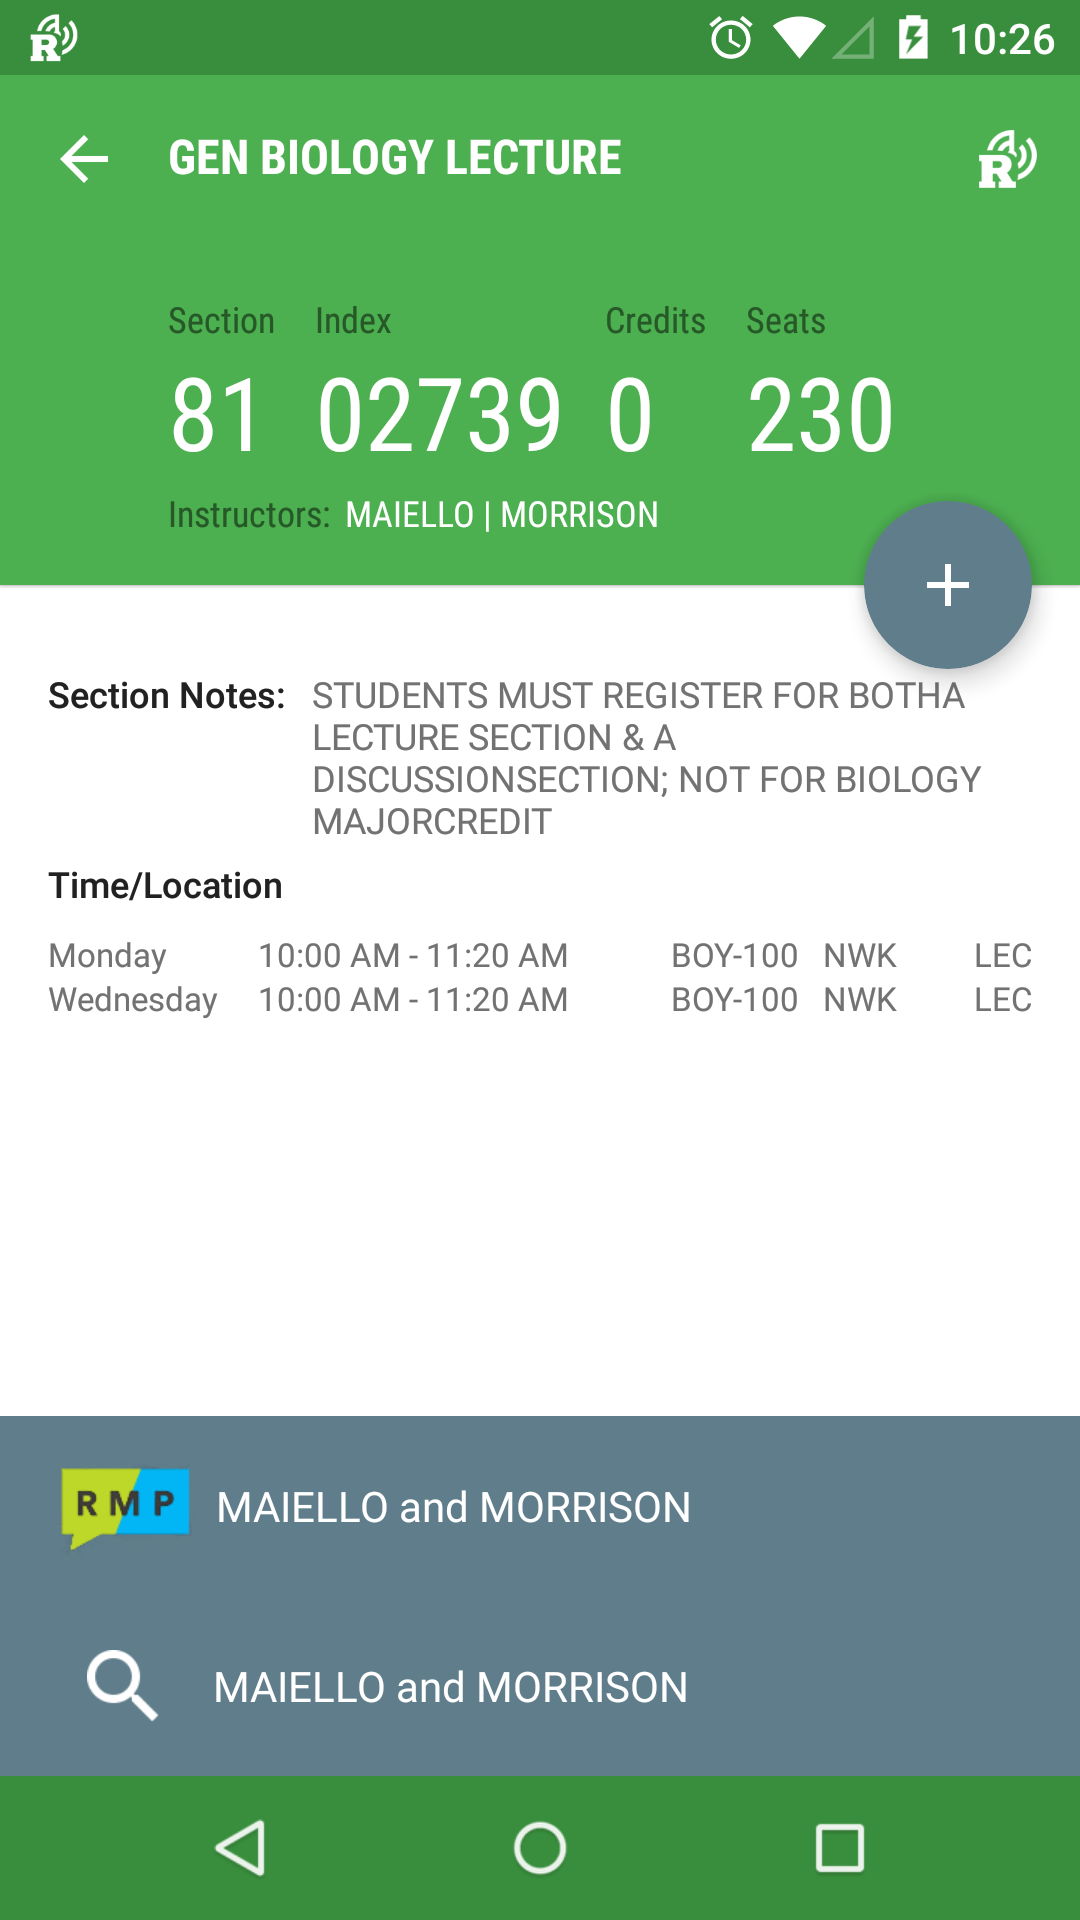 R 10:26
GEN BIOLOGY LECTURE R
Section Index Credits Seats
81 02739 0 230
Instructors: MAIELLO | MORRISON
Section Notes: STUDENTS MUST REGISTER FOR BOTHA
LECTURE SECTION & A
DISCUSSIONSECTION; NOT FOR BIOLOGY
MAJORCREDIT
Time/Location
Monday 10:00 AM - 11:20 AM BOY-100 NWK LEC
Wednesday 10:00 AM - 11:20 AM BOY-100 NWK LEC
RMP MAIELLO and MORRISON
MAIELLO and MORRISON